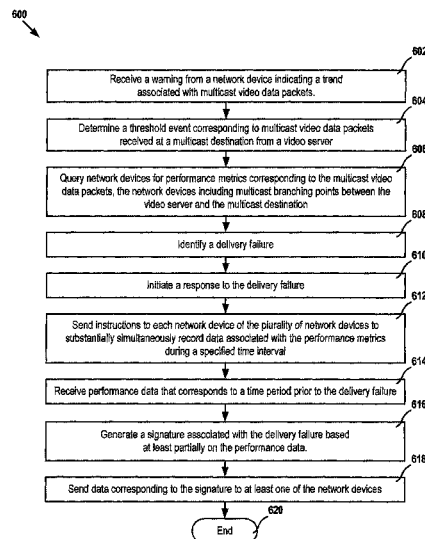 600
602
Receive a warning from a network device indicating a trend
associated with multicast video data packets.
604
Determine a threshold event corresponding to multicast video data packets
received at a multicast destination from a video server
606
Query network devices for performance metrics corresponding to the multicast video
data packets, the network devices including multicast branching points between the
video server and the multicast destination
608
Identify a delivery failure
610
Initiate a response to the delivery failure
612
Send instructions to each network device of the plurality of network devices to
substantially simultaneously record data associated with the performance metrics
during a specified time interval
614
Receive performance data that corresponds to a time period prior to the delivery failure
616
Generate a signature associated with the delivery failure based
at least partially on the performance data.
618
Send data corresponding to the signature to at least one of the network devices
620
End